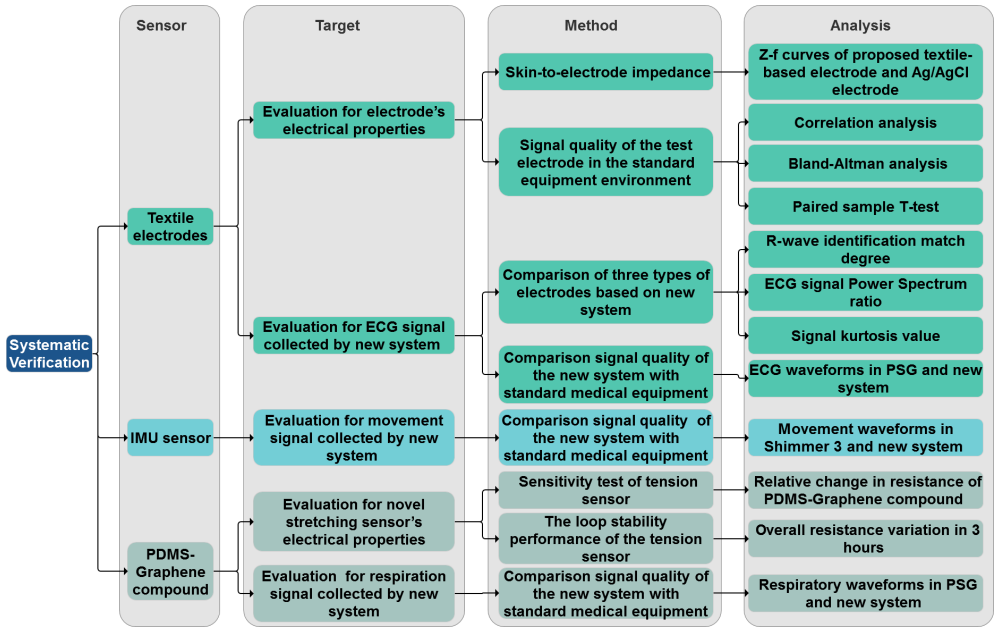 Sensor
Target
Method
Analysis
Systematic
Verification
Textile
electrodes
IMU sensor
PDMS-
Graphene
compound
Evaluation for electrode's
electrical properties
Evaluation for ECG signal
collected by new system
Evaluation for movement
signal collected by new
system
Evaluation for novel
stretching sensor's
electrical properties
Evaluation for respiration
signal collected by new
system
Skin-to-electrode impedance
Signal quality of the test
electrode in the standard
equipment environment
Comparison of three types of
electrodes based on new
system
Comparison signal quality of
the new system with
standard medical equipment
Comparison signal quality of
the new system with
standard medical equipment
Sensitivity test of tension
sensor
The loop stability
performance of the tension
sensor
Comparison signal quality of
the new system with
standard medical equipment
Z-f curves of proposed textile-
based electrode and Ag/AgCl
electrode
Correlation analysis
Bland-Altman analysis
Paired sample T-test
R-wave identification match
degree
ECG signal Power Spectrum
ratio
Signal kurtosis value
ECG waveforms in PSG and new
system
Movement waveforms in
Shimmer 3 and new system
Relative change in resistance of
PDMS-Graphene compound
Overall resistance variation in 3
hours
Respiratory waveforms in PSG
and new system